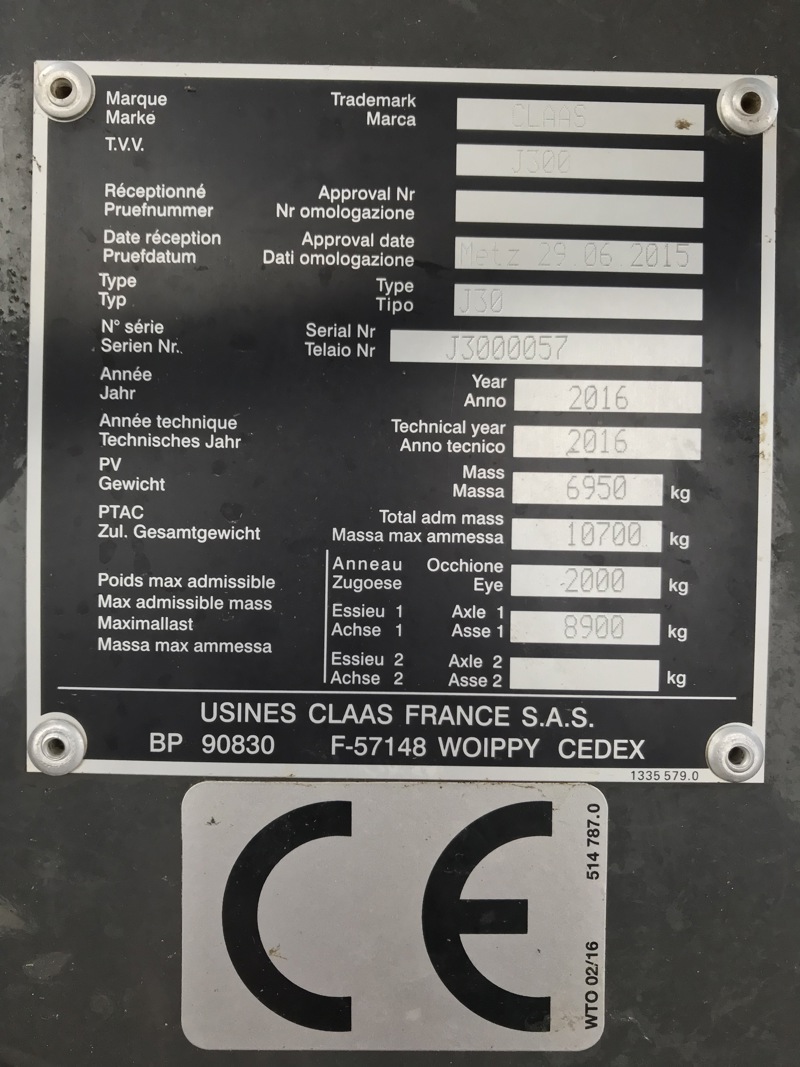 Marque Trademark CLAAS
Marke Marca
T.V.V. J300
Réceptionné Approval Nr
Pruefnummer Nr omologazione
Date réception Approval date Metz 29.06.2015
Pruefdatum Dati omologazione
Type Type J30
Typ Tipo
N° série Serial Nr J3000057
Serien Nr. Telaio Nr
Année Year 2016
Jahr Anno
Année technique Technical year 2016
Technisches Jahr Anno tecnico
PV Mass 6950 kg
Gewicht Massa
PTAC Total adm mass 10700 kg
Zul. Gesamtgewicht Massa max ammessa
Anneau Occhione 2000 kg
Poids max admissible Zugoese Eye
Max admissible mass Essieu 1 Axle 1 8900 kg
Maximallast Achse 1 Asse 1
Massa max ammessa Essieu 2 Axle 2 kg
Achse 2 Asse 2
USINES CLAAS FRANCE S.A.S.
BP 90830 F-57148 WOIPPY CEDEX
1335 579.0
CE
WTO 02/16 514 787.0